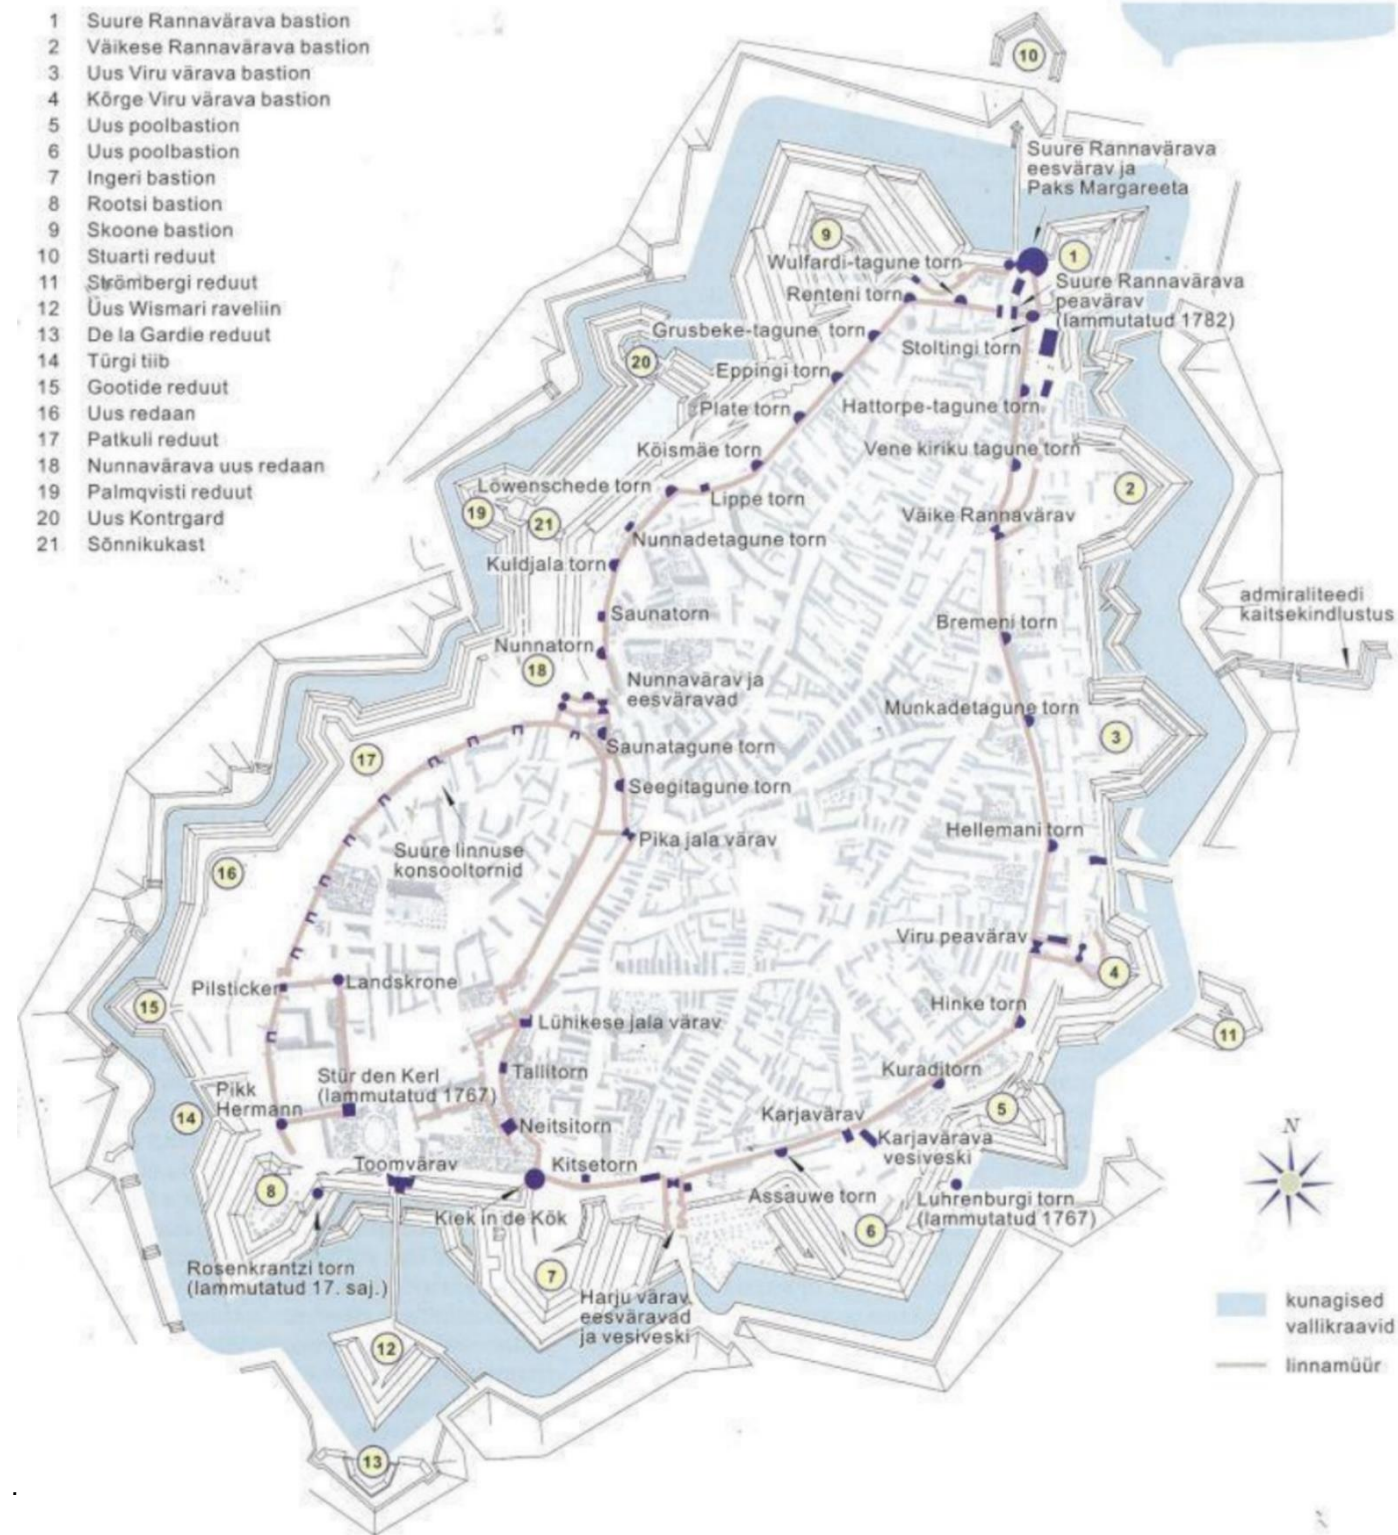 1 Suure Rannavärava bastion
2 Väikese Rannavärava bastion
3 Uus Viru värava bastion
4 Kõrge Viru värava bastion
5 Uus poolbastion
6 Uus poolbastion
7 Ingeri bastion
8 Rootsi bastion
9 Skoone bastion
10 Stuarti reduut
11 Strömbergi reduut
12 Üus Wismari raveliin
13 De la Gardie reduut
14 Türgi tiib
15 Gootide reduut
16 Uus redaan
17 Patkuli reduut
18 Nunnavärava uus redaan
19 Palmqvisti reduut
20 Uus Kontrgard
21 Sõnnikukast
10
Suure Rannavärava
eesvärav ja
Paks Margareeta
9
1
Wulfardi-tagune torn
Suure Rannavärava
peavärav
(lammutatud 1782)
Renteni torn
Grusbeke-tagune torn
Stoltingi torn
20
Eppingi torn
Plate torn
Hattorpe-tagune torn
Köismäe torn
Vene kiriku tagune torn
Löwenschede torn
Lippe torn
2
19
21
Väike Rannavärav
Nunnadetagune torn
Kuldjala torn
admiraliteedi
kaitsekindlustus
Saunatorn
Bremeni torn
Nunnatorn
18
Nunnavärav ja
eesväravad
Munkadetagune torn
3
Saunatagune torn
17
Seegitagune torn
Hellemani torn
Pika jala värav
Suure linnuse
konsooltornid
16
Viru peavärav
4
Pilsticker
Landskrone
15
Hinke torn
Lühikese jala värav
11
Stür den Kerl
(lammutatud 1767)
Tallitorn
Kuraditorn
Pikk
Hermann
14
5
Neitsitorn
Karjavärav
Karjavärava
vesiveski
N
Toomvärav
Kitsetorn
8
Assauwe torn
Luhrenburgi torn
(lammutatud 1767)
Kiek in de Kök
6
Rosenkrantzi torn
(lammutatud 17. saj.)
7
Harju värav,
eesväravad
ja vesiveski
kunagised
vallikraavid
12
linnamüür
13